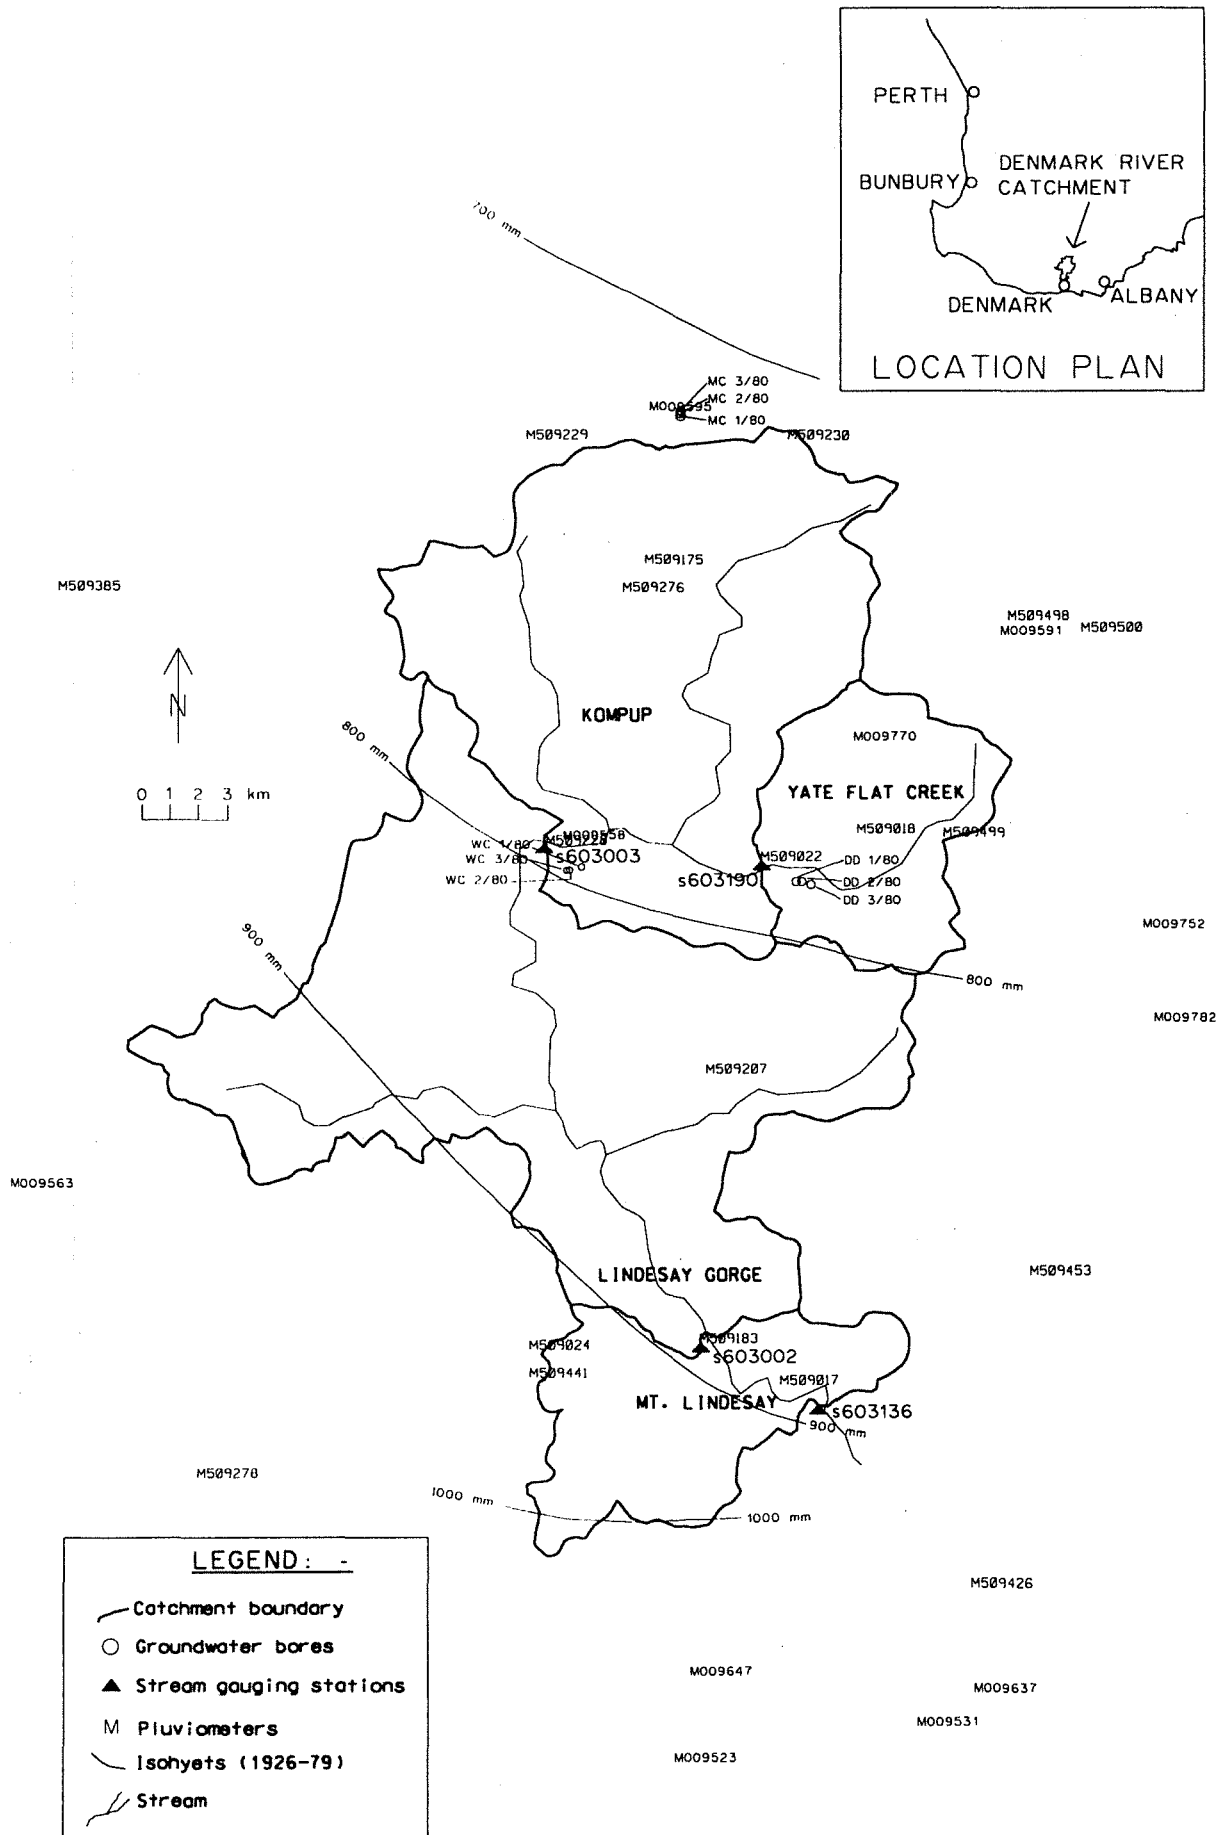 PERTH
BUNBURY
DENMARK RIVER
CATCHMENT
DENMARK
ALBANY
LOCATION PLAN
700 mm
MC 3/80
MC 2/80
M009595
MC 1/80
M509229
M509230
M509175
M509276
M509385
M509498
M009591
M509500
N
KOMPUP
800 mm
M009770
0 1 2 3 km
YATE FLAT CREEK
M509018
M509499
M009558
WC 1/80
s603003
WC 3/80
WC 2/80
M509022
s603190
DD 1/80
DD 2/80
DD 3/80
M009752
900 mm
800 mm
M009782
M509207
M009563
LINDESAY GORGE
M509453
M509024
M509183
s603002
M509441
M509017
MT. LINDESAY
s603136
900 mm
M509278
1000 mm
1000 mm
LEGEND: -
Catchment boundary
Groundwater bores
Stream gauging stations
M Pluviometers
Isohyets (1926-79)
Stream
M509426
M009647
M009637
M009531
M009523